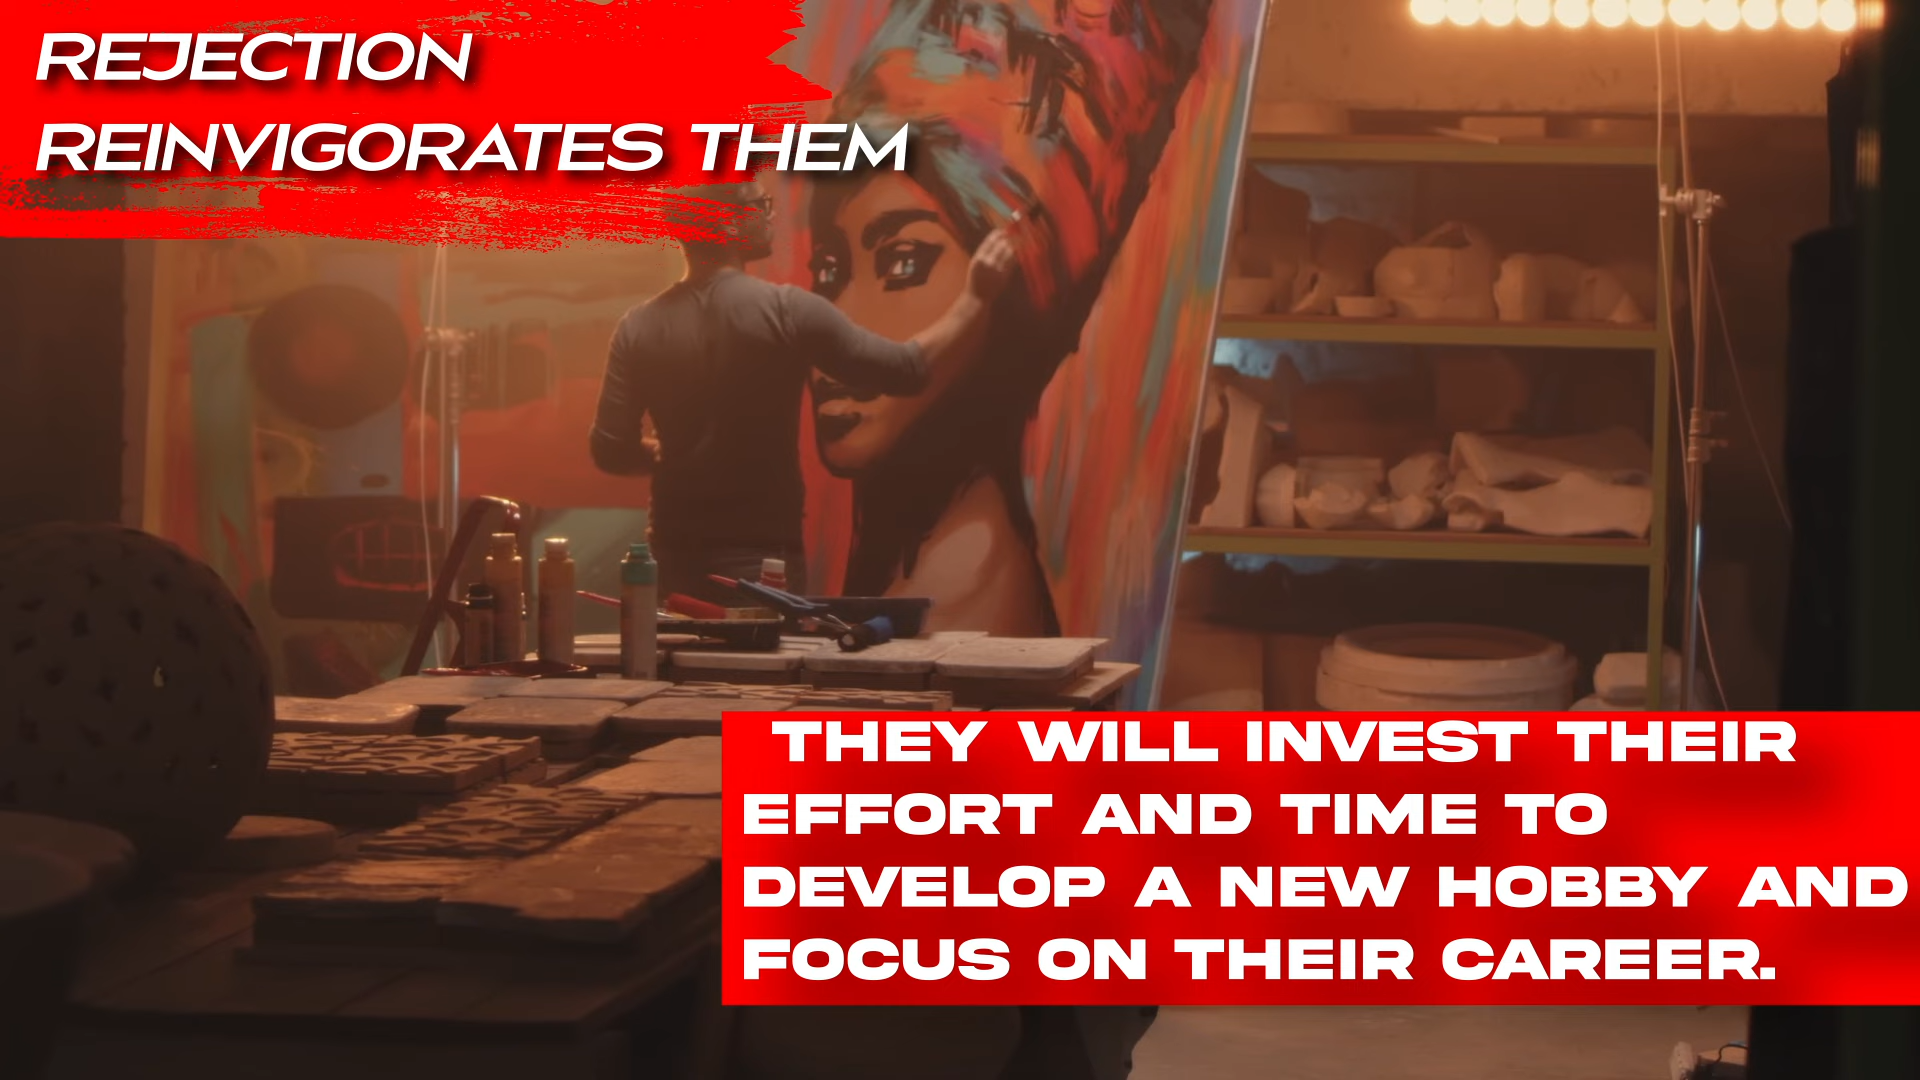 REJECTION
REINVIGORATES THEM
THEY WILL INVEST THEIR
EFFORT AND TIME TO
DEVELOP A NEW HOBBY AND
FOCUS ON THEIR CAREER.